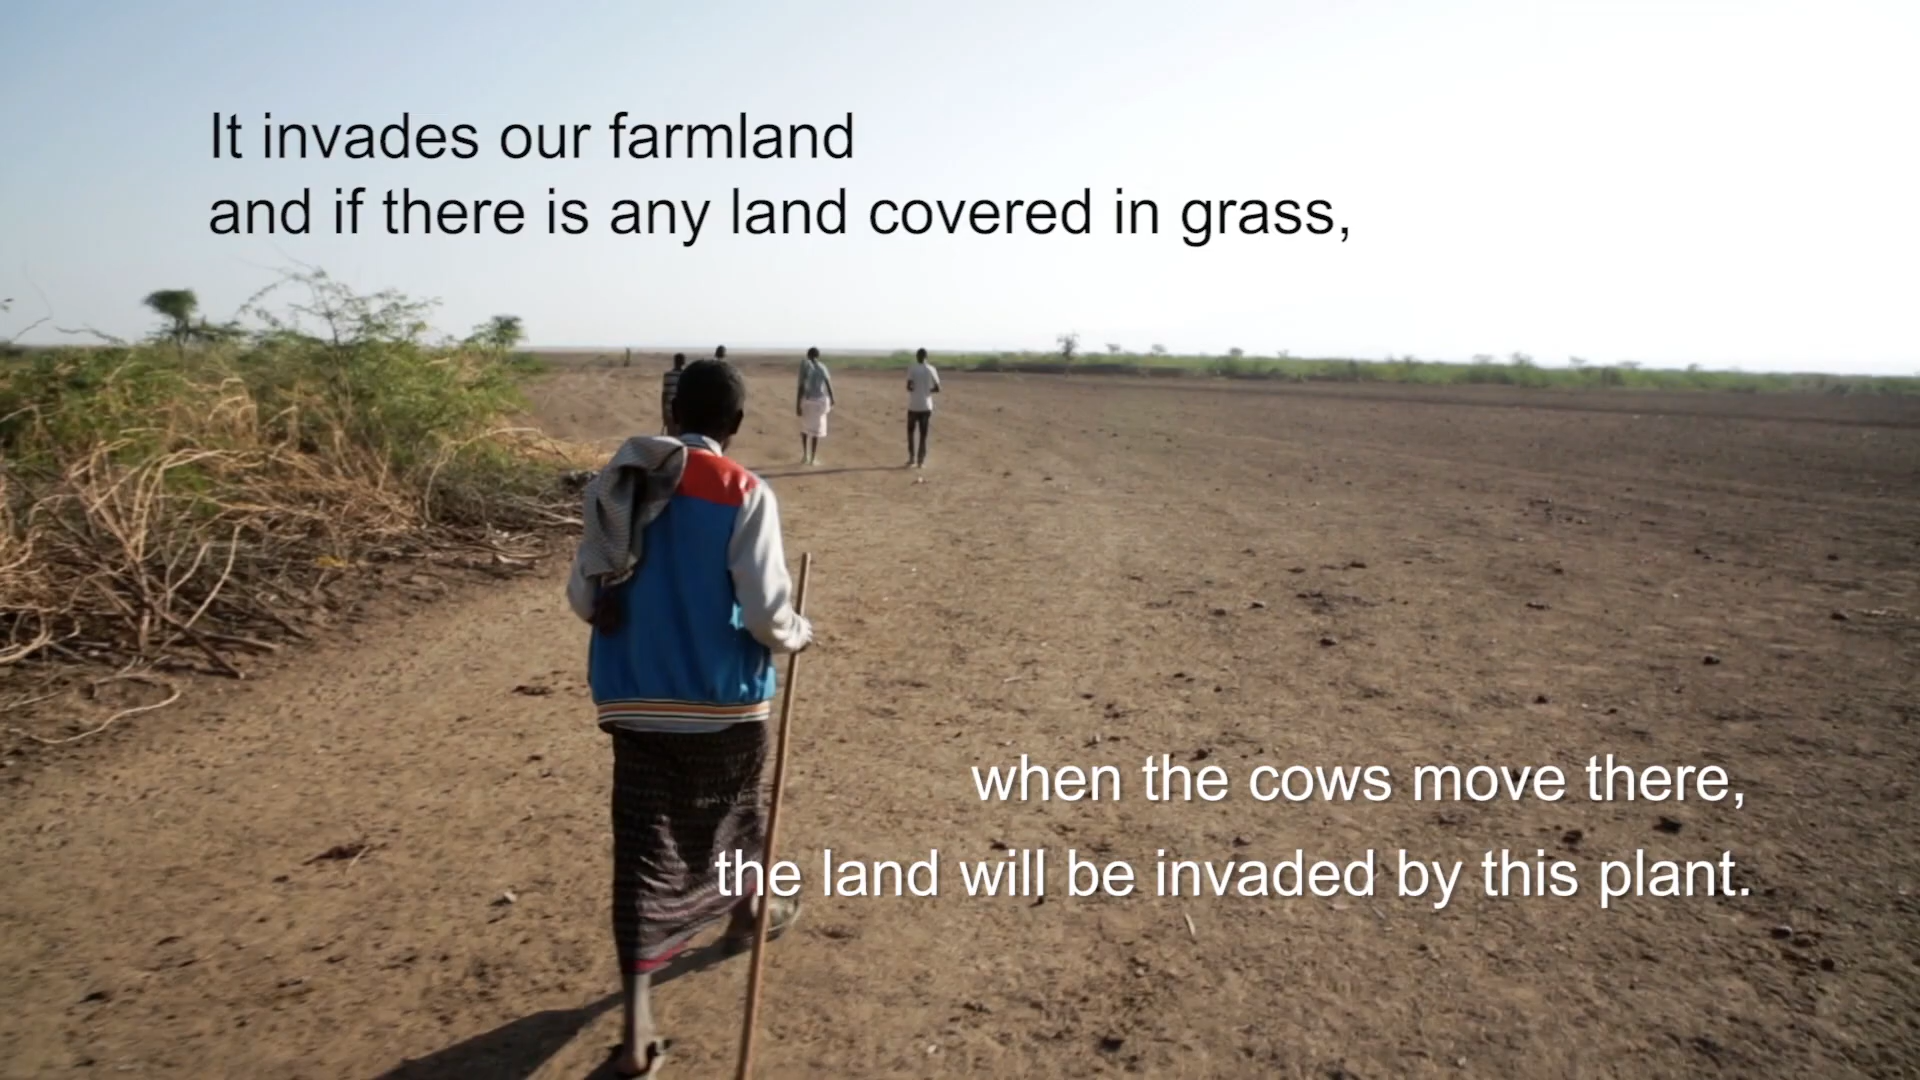 It invades our farmland
and if there is any land covered in grass,
when the cows move there,
the land will be invaded by this plant.